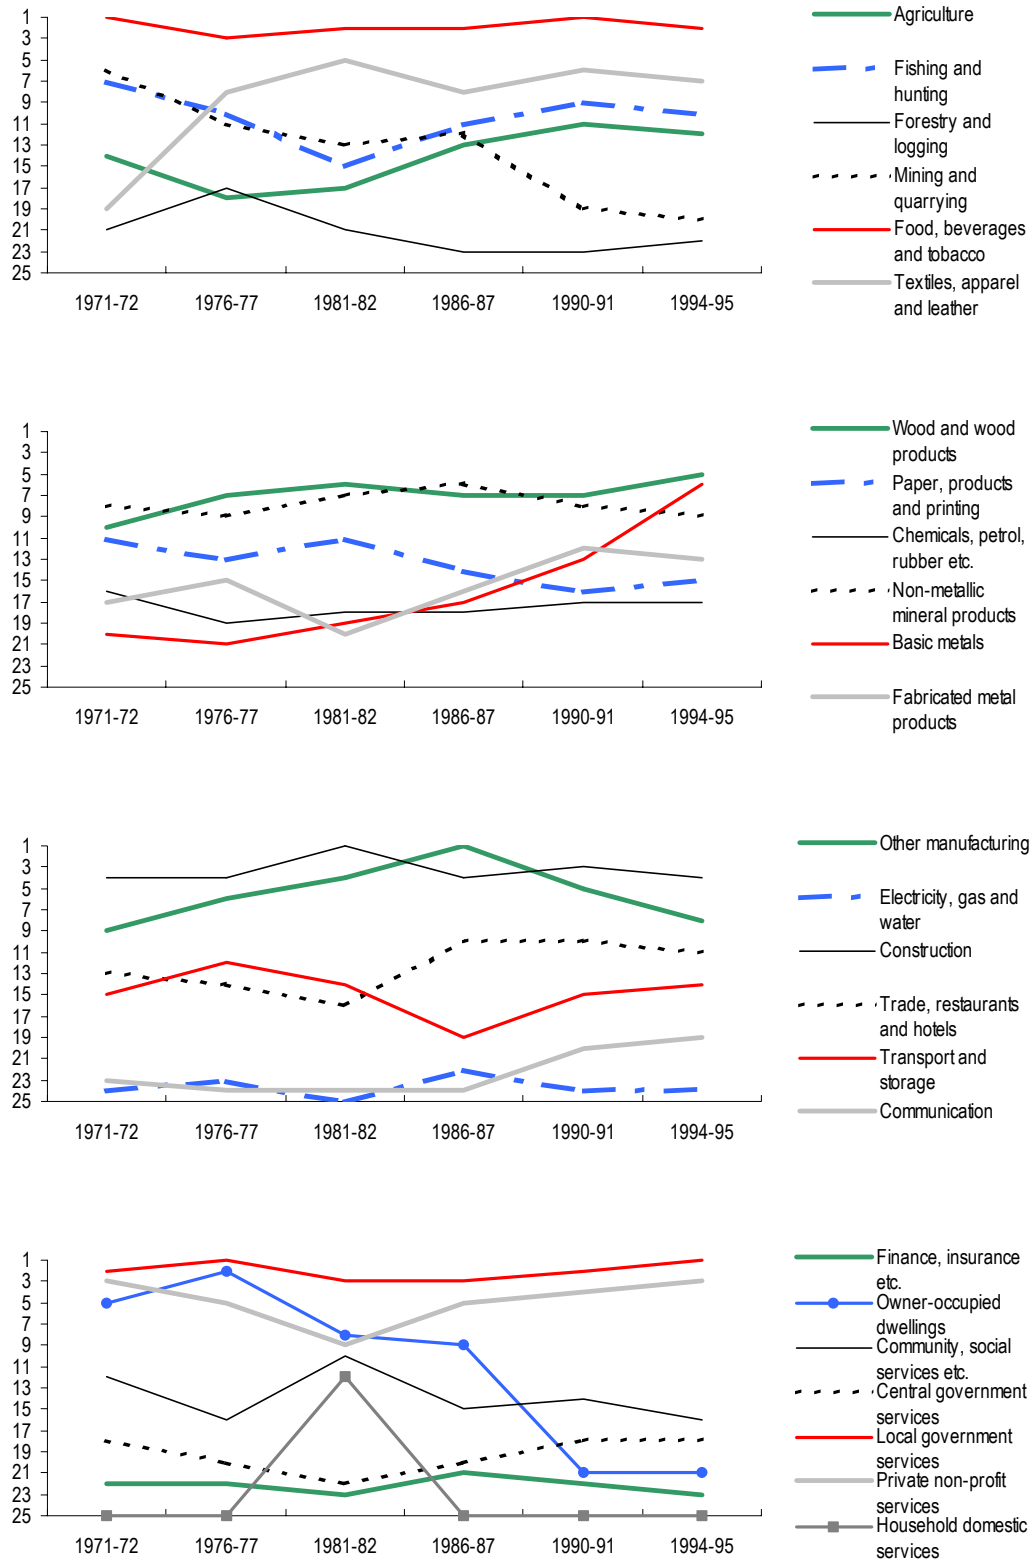 1
3
5
7
9
11
13
15
17
19
21
23
25
1971-72 1976-77 1981-82 1986-87 1990-91 1994-95
Agriculture
Fishing and
hunting
Forestry and
logging
Mining and
quarrying
Food, beverages
and tobacco
Textiles, apparel
and leather
1
3
5
7
9
11
13
15
17
19
21
23
25
1971-72 1976-77 1981-82 1986-87 1990-91 1994-95
Wood and wood
products
Paper, products
and printing
Chemicals, petrol,
rubber etc.
Non-metallic
mineral products
Basic metals
Fabricated metal
products
1
3
5
7
9
11
13
15
17
19
21
23
25
1971-72 1976-77 1981-82 1986-87 1990-91 1994-95
Other manufacturing
Electricity, gas and
water
Construction
Trade, restaurants
and hotels
Transport and
storage
Communication
1
3
5
7
9
11
13
15
17
19
21
23
25
1971-72 1976-77 1981-82 1986-87 1990-91 1994-95
Finance, insurance
etc.
Owner-occupied
dwellings
Community, social
services etc.
Central government
services
Local government
services
Private non-profit
services
Household domestic
services